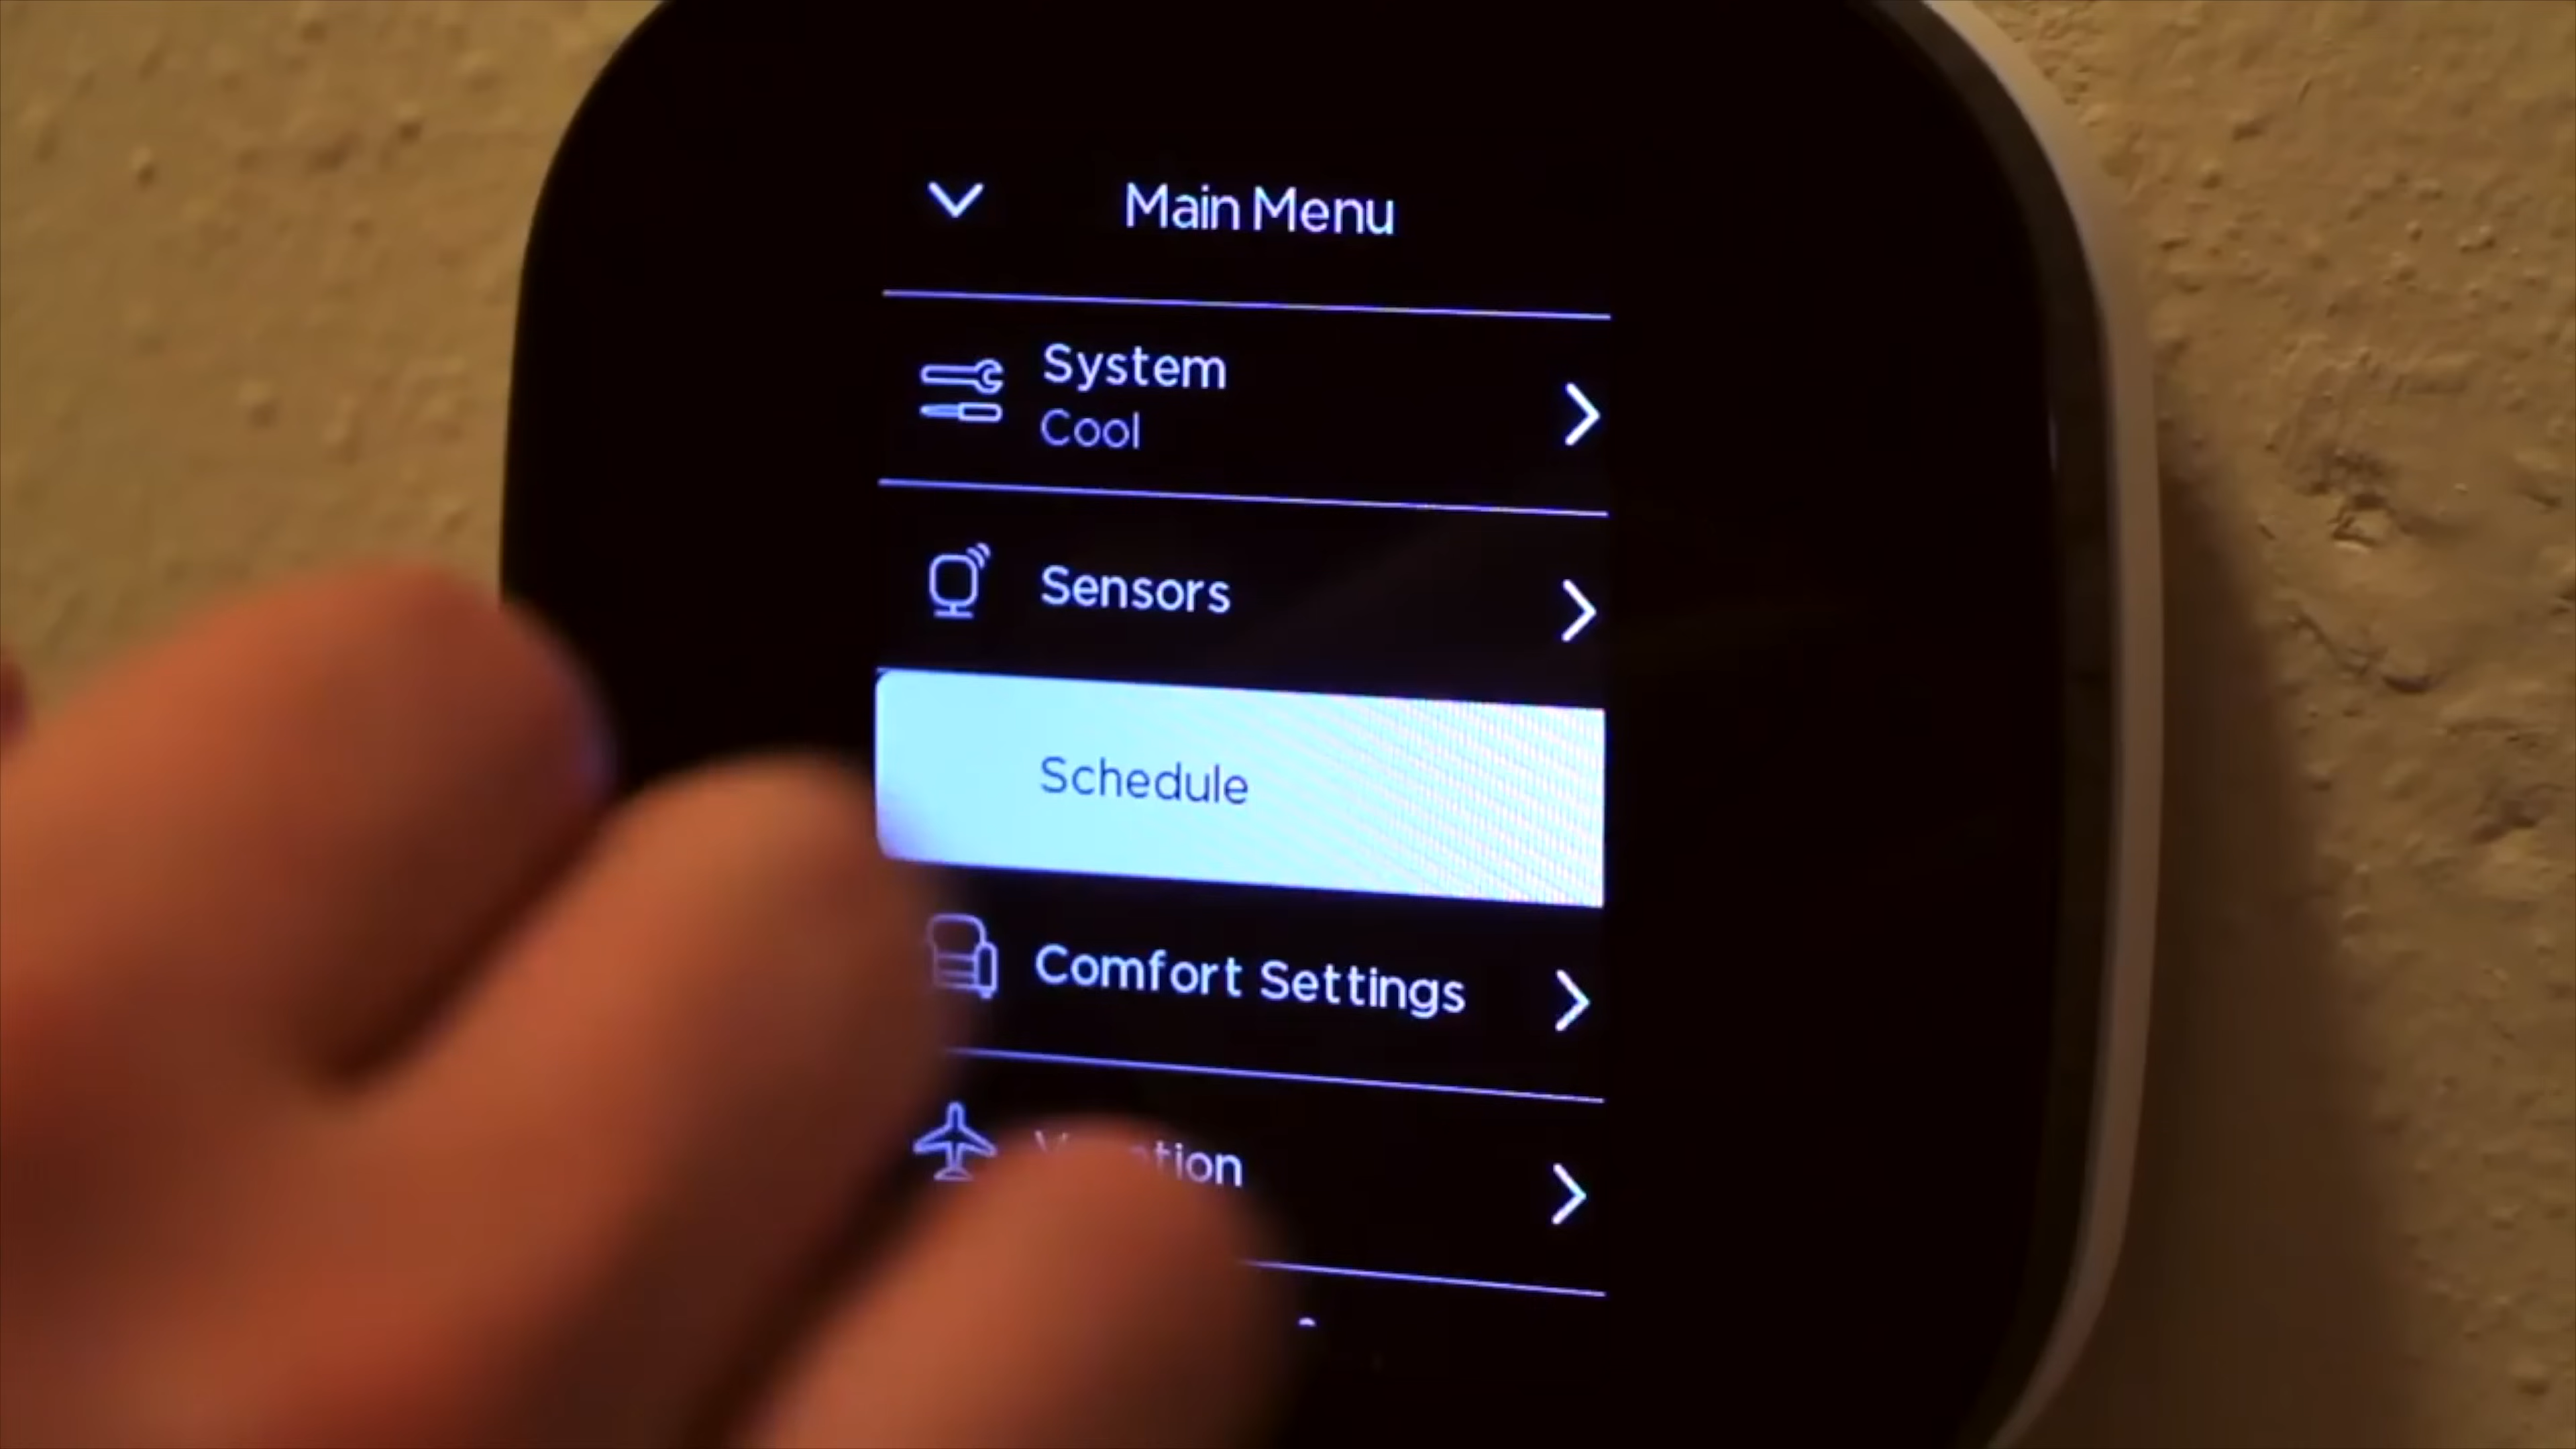 Main Menu
System
Cool
Sensors
Schedule
Comfort Settings